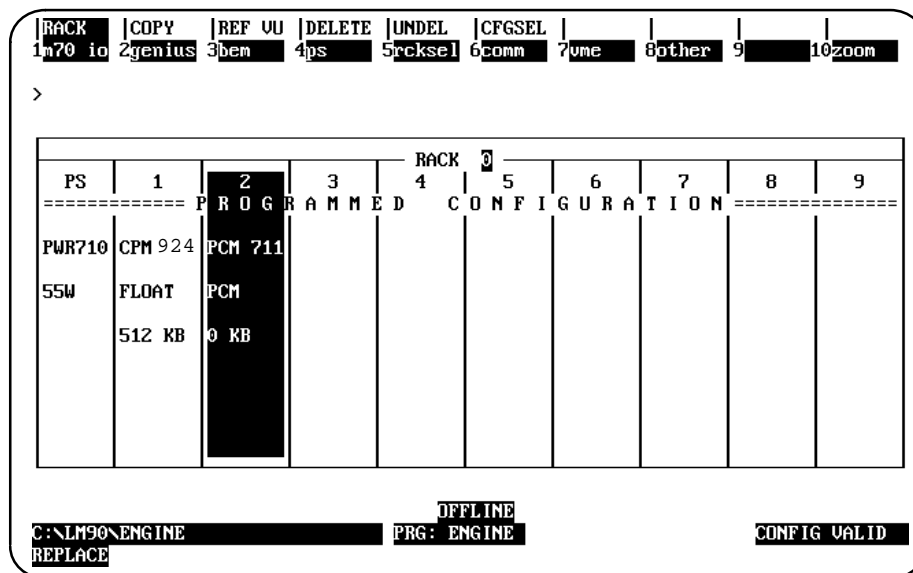 RACK |COPY |REF VU |DELETE |UNDEL |CFGSEL | | | |
1m70 io 2genius 3bem 4ps 5rcksel 6comm 7vme 8other 9 10zoom
>
RACK 0
PS 1 2 3 4 5 6 7 8 9
============= P R O G R A M M E D C O N F I G U R A T I O N ===============
PWR710 CPM 924 PCM 711
55W FLOAT PCM
512 KB 0 KB
OFFLINE
C:\LM90\ENGINE PRG: ENGINE CONFIG VALID
REPLACE